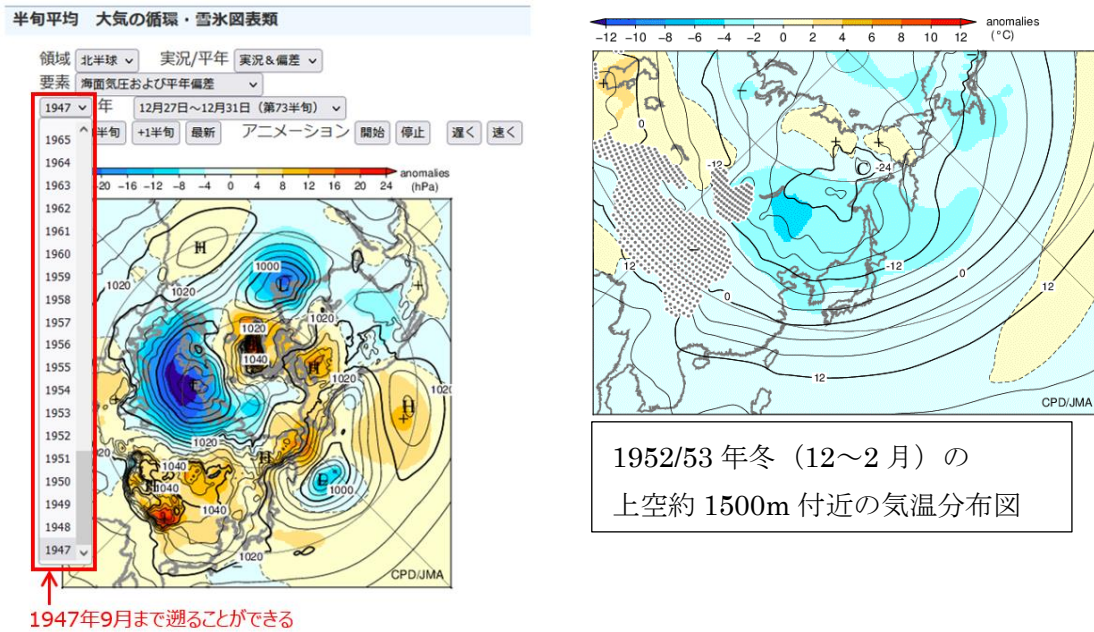 半旬平均 大気の循環・雪氷図表類
領域 北半球 実況/平年 実況&偏差
要素 海面気圧および平年偏差
1947 年 12月27日～12月31日（第73半旬）
半旬 +1半旬 最新 アニメーション 開始 停止 遅く 速く
1965
1964
1963
1962
1961
1960
1959
1958
1957
1956
1955
1954
1953
1952
1951
1950
1949
1948
1947
-20 -16 -12 -8 -4 0 4 8 12 16 20 24
anomalies
(hPa)
H
1000
L
1020
1020
1020
1020
1040
H
1020
1020
H
1020
1040
1040
1040
H
L
1000
1020
CPD/JMA
1947年9月まで遡ることができる
-12 -10 -8 -6 -4 -2 0 2 4 6 8 10 12
anomalies
(°C)
0
-12
C
-24
12
0
-12
0
12
12
CPD/JMA
1952/53 年冬（12～2 月）の
上空約 1500m 付近の気温分布図